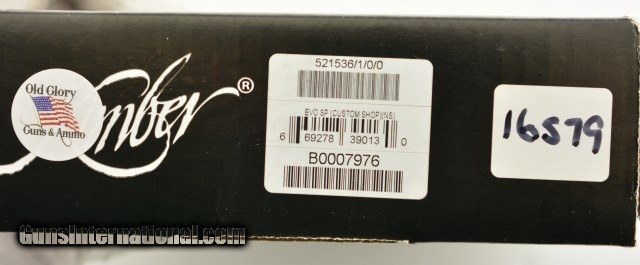 Old Glory
Guns & Ammo
mber®
521536/1/0/0
EVO SP (CUSTOM SHOP)(NS)
6 69278 39013 0
B0007976
16579
GunsInternational.com